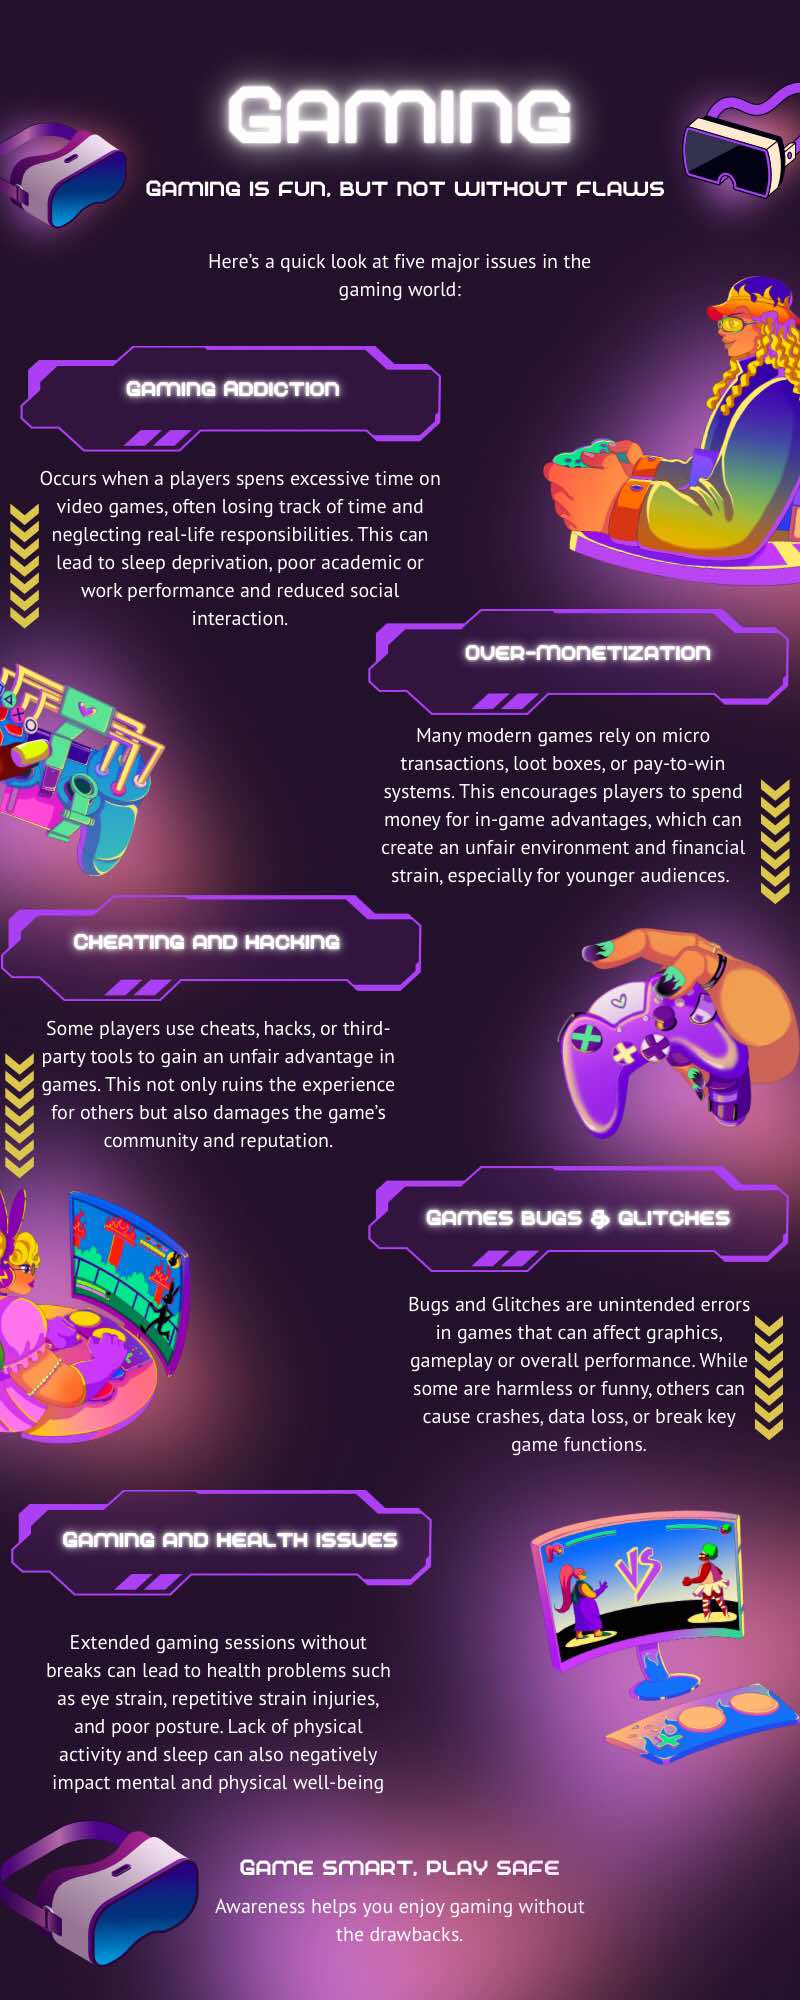 Gaming
Gaming is fun, but not without flaws
Here's a quick look at five major issues in the
gaming world:
Gaming Addiction
Occurs when a players spens excessive time on
video games, often losing track of time and
neglecting real-life responsibilities. This can
lead to sleep deprivation, poor academic or
work performance and reduced social
interaction.
Over-Monetization
Many modern games rely on micro
transactions, loot boxes, or pay-to-win
systems. This encourages players to spend
money for in-game advantages, which can
create an unfair environment and financial
strain, especially for younger audiences.
Cheating and hacking
Some players use cheats, hacks, or third-
party tools to gain an unfair advantage in
games. This not only ruins the experience
for others but also damages the game's
community and reputation.
Games bugs & glitches
Bugs and Glitches are unintended errors
in games that can affect graphics,
gameplay or overall performance. While
some are harmless or funny, others can
cause crashes, data loss, or break key
game functions.
Gaming and health issues
VS
Extended gaming sessions without
breaks can lead to health problems such
as eye strain, repetitive strain injuries,
and poor posture. Lack of physical
activity and sleep can also negatively
impact mental and physical well-being
Game smart, play safe
Awareness helps you enjoy gaming without
the drawbacks.